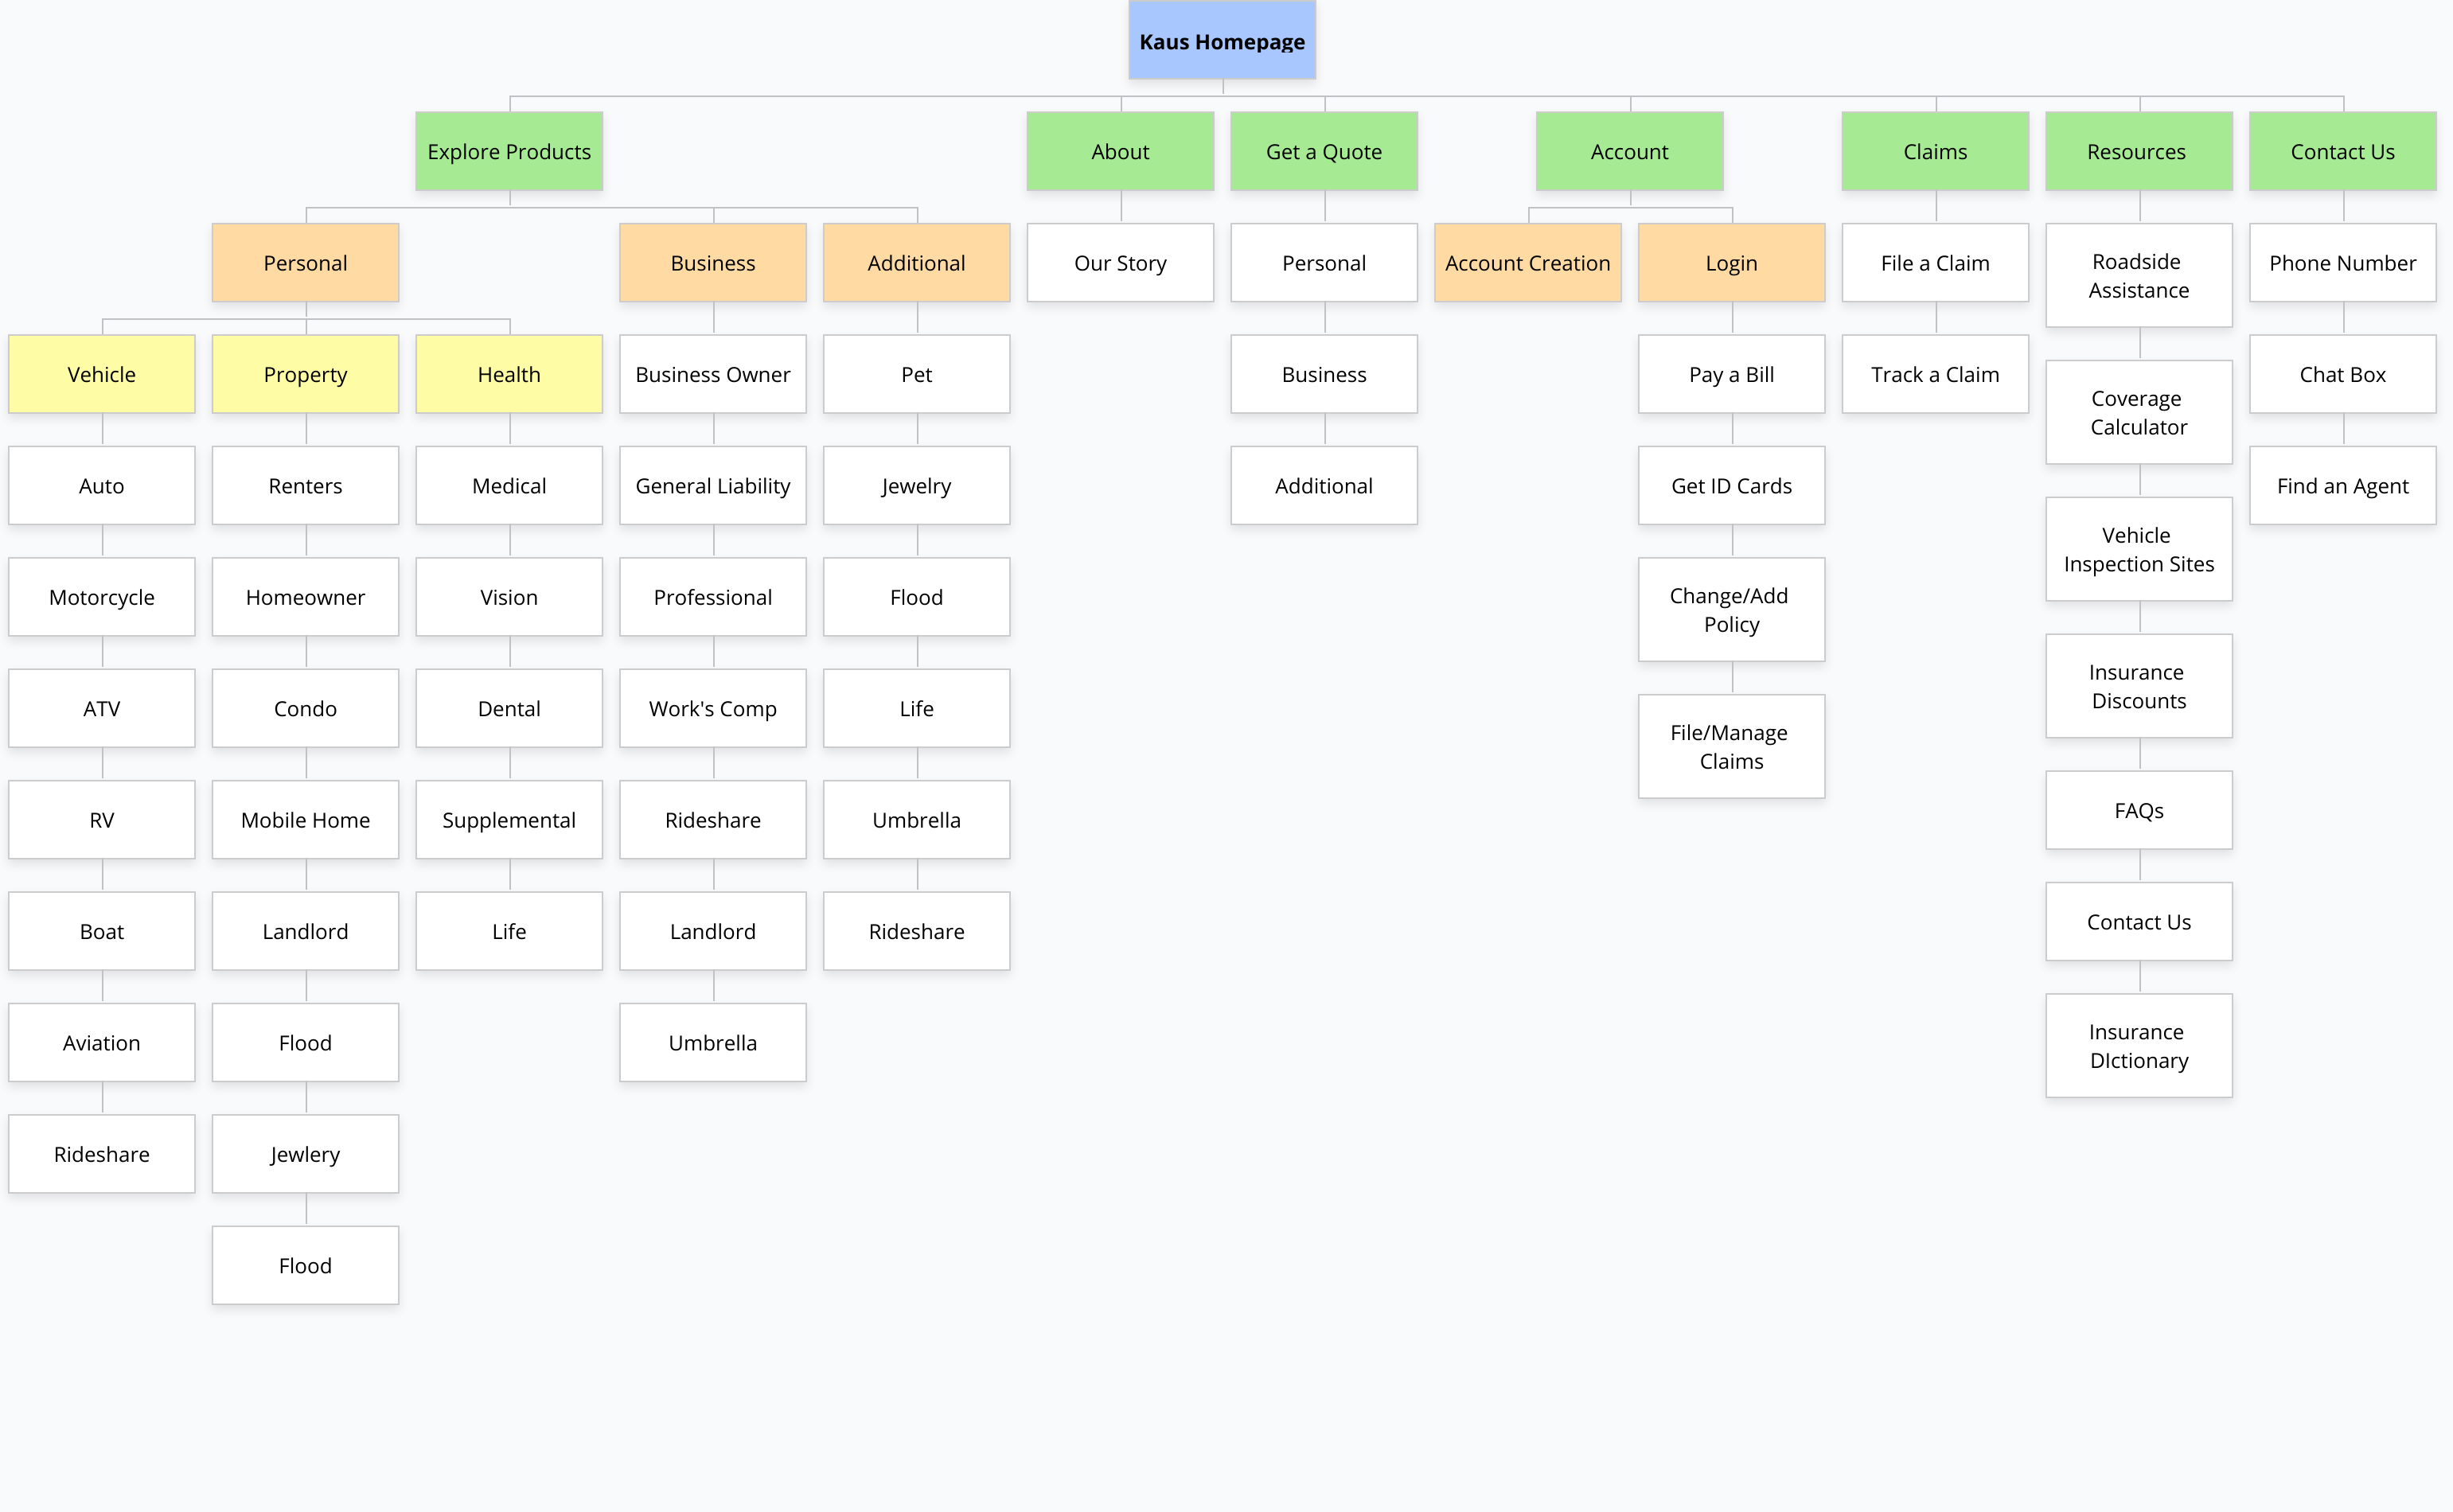 Kaus Homepage
Explore Products
About
Get a Quote
Account
Claims
Resources
Contact Us
Personal
Business
Additional
Our Story
Personal
Account Creation
Login
File a Claim
Roadside
Assistance
Phone Number
Vehicle
Property
Health
Business Owner
Pet
Business
Pay a Bill
Track a Claim
Coverage
Calculator
Chat Box
Auto
Renters
Medical
General Liability
Jewelry
Additional
Get ID Cards
Vehicle
Inspection Sites
Find an Agent
Motorcycle
Homeowner
Vision
Professional
Flood
Change/Add
Policy
Insurance
Discounts
ATV
Condo
Dental
Work's Comp
Life
File/Manage
Claims
RV
Mobile Home
Supplemental
Rideshare
Umbrella
FAQs
Boat
Landlord
Life
Landlord
Rideshare
Contact Us
Aviation
Flood
Umbrella
Insurance
DIctionary
Rideshare
Jewlery
Flood